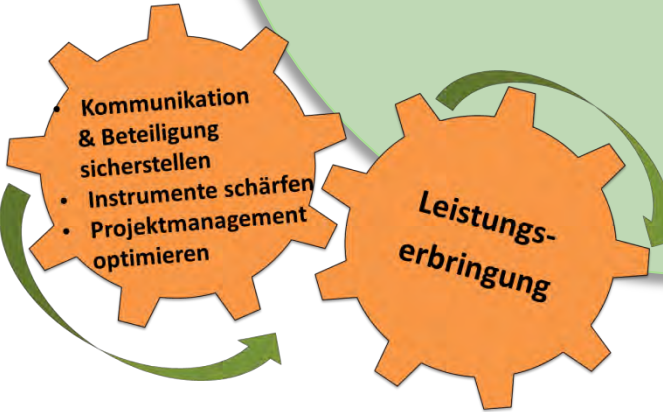 • Kommunikation
& Beteiligung
sicherstellen
• Instrumente schärfen
• Projektmanagement
optimieren
Leistungs-
erbringung